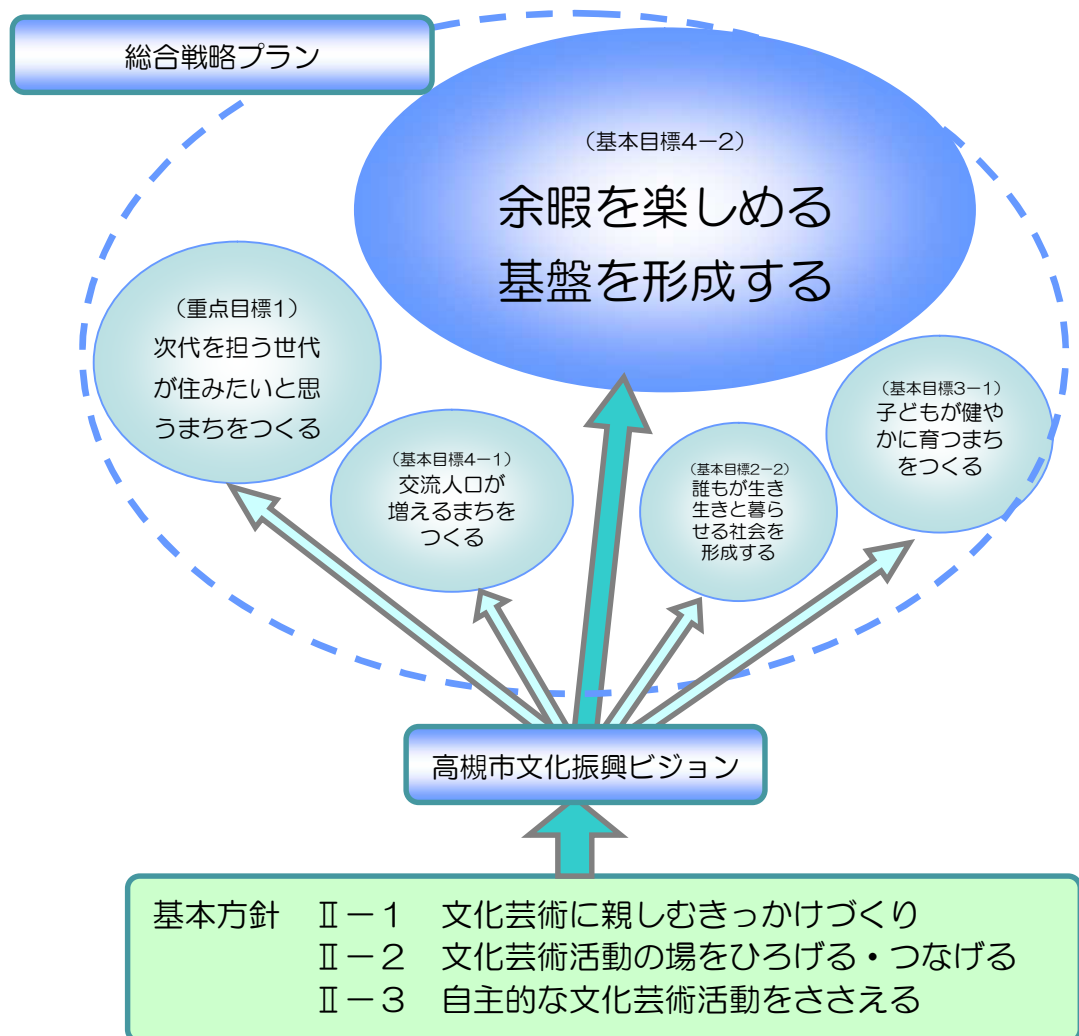 総合戦略プラン
（基本目標4－2）
余暇を楽しめる
基盤を形成する
（重点目標1）
次代を担う世代
が住みたいと思
うまちをつくる
（基本目標4－1）
交流人口が
増えるまちを
つくる
（基本目標2－2）
誰もが生き
生きと暮ら
せる社会を
形成する
（基本目標3－1）
子どもが健や
かに育つまち
をつくる
高槻市文化振興ビジョン
基本方針　Ⅱ－1　文化芸術に親しむきっかけづくり
Ⅱ－2　文化芸術活動の場をひろげる・つなげる
Ⅱ－3　自主的な文化芸術活動をささえる